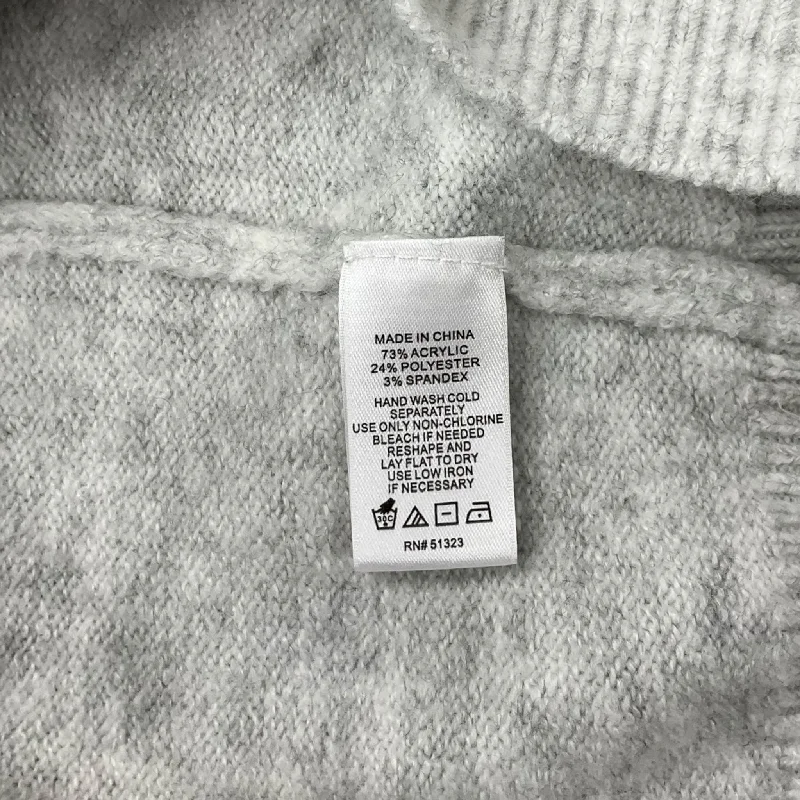 MADE IN CHINA
73% ACRYLIC
24% POLYESTER
3% SPANDEX
HAND WASH COLD
SEPARATELY
USE ONLY NON-CHLORINE
BLEACH IF NEEDED
RESHAPE AND
LAY FLAT TO DRY
USE LOW IRON
IF NECESSARY
30C
RN# 51323